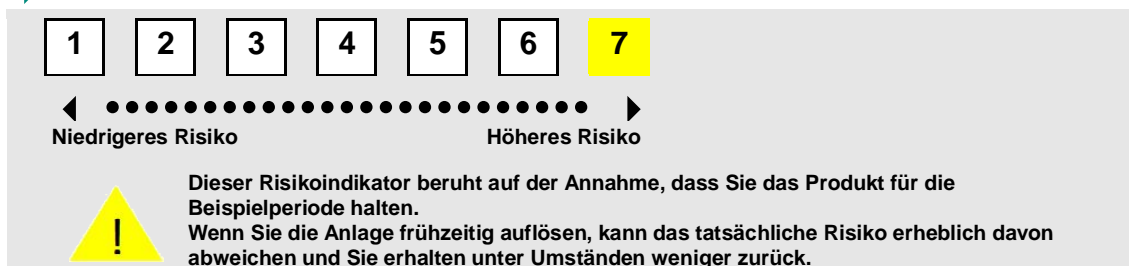 1 2 3 4 5 6 7
Niedrigeres Risiko Höheres Risiko
Dieser Risikoindikator beruht auf der Annahme, dass Sie das Produkt für die
Beispielperiode halten.
! Wenn Sie die Anlage frühzeitig auflösen, kann das tatsächliche Risiko erheblich davon
abweichen und Sie erhalten unter Umständen weniger zurück.